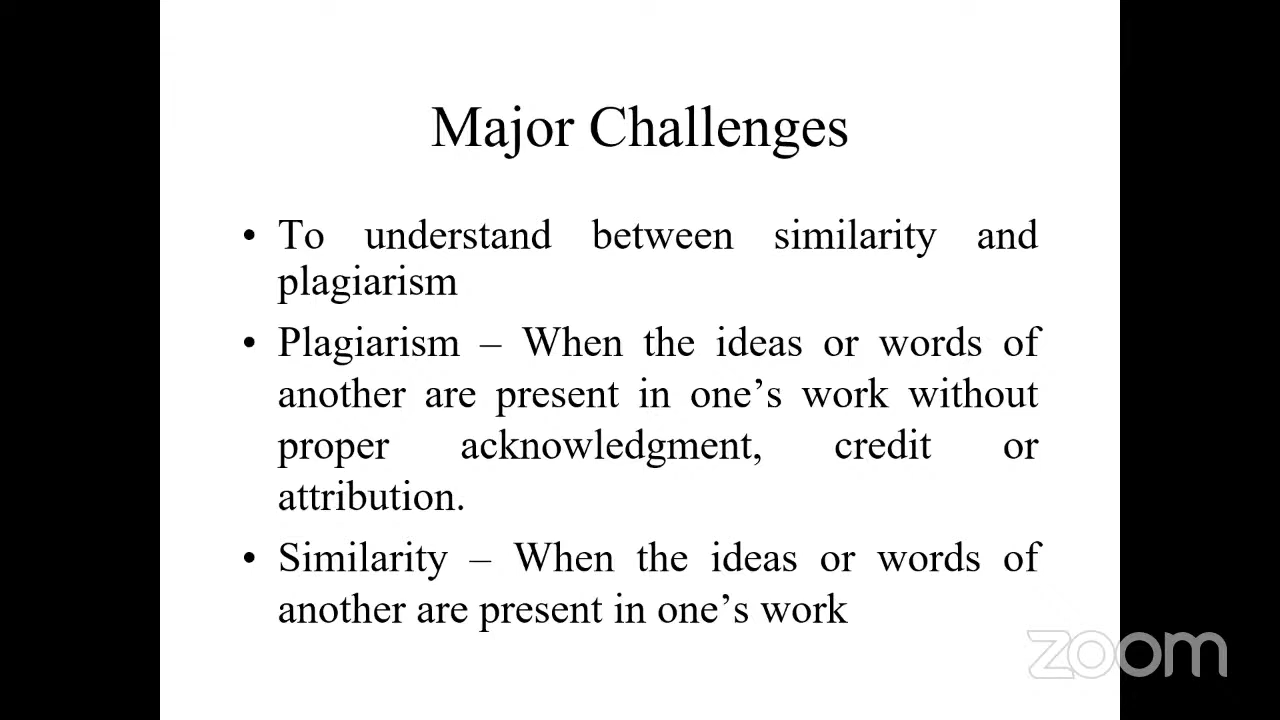 Major Challenges
• To understand between similarity and
plagiarism
• Plagiarism – When the ideas or words of
another are present in one’s work without
proper acknowledgment, credit or
attribution.
• Similarity – When the ideas or words of
another are present in one’s work
zoom